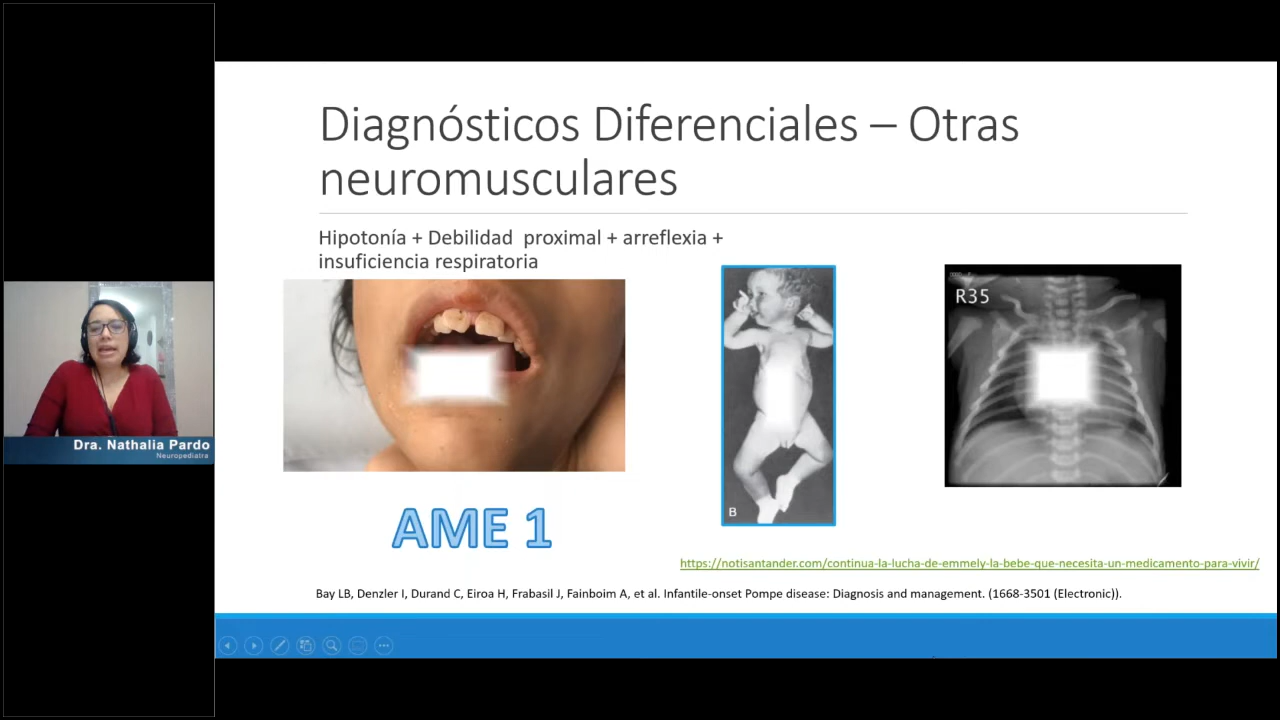 Diagnósticos Diferenciales – Otras
neuromusculares
Hipotonía + Debilidad proximal + arreflexia +
insuficiencia respiratoria
R35
Dra. Nathalia Pardo
Neuropediatra
B
AME 1
https://notisantander.com/continua-la-lucha-de-emmely-la-bebe-que-necesita-un-medicamento-para-vivir/
Bay LB, Denzler I, Durand C, Eiroa H, Frabasil J, Fainboim A, et al. Infantile-onset Pompe disease: Diagnosis and management. (1668-3501 (Electronic)).